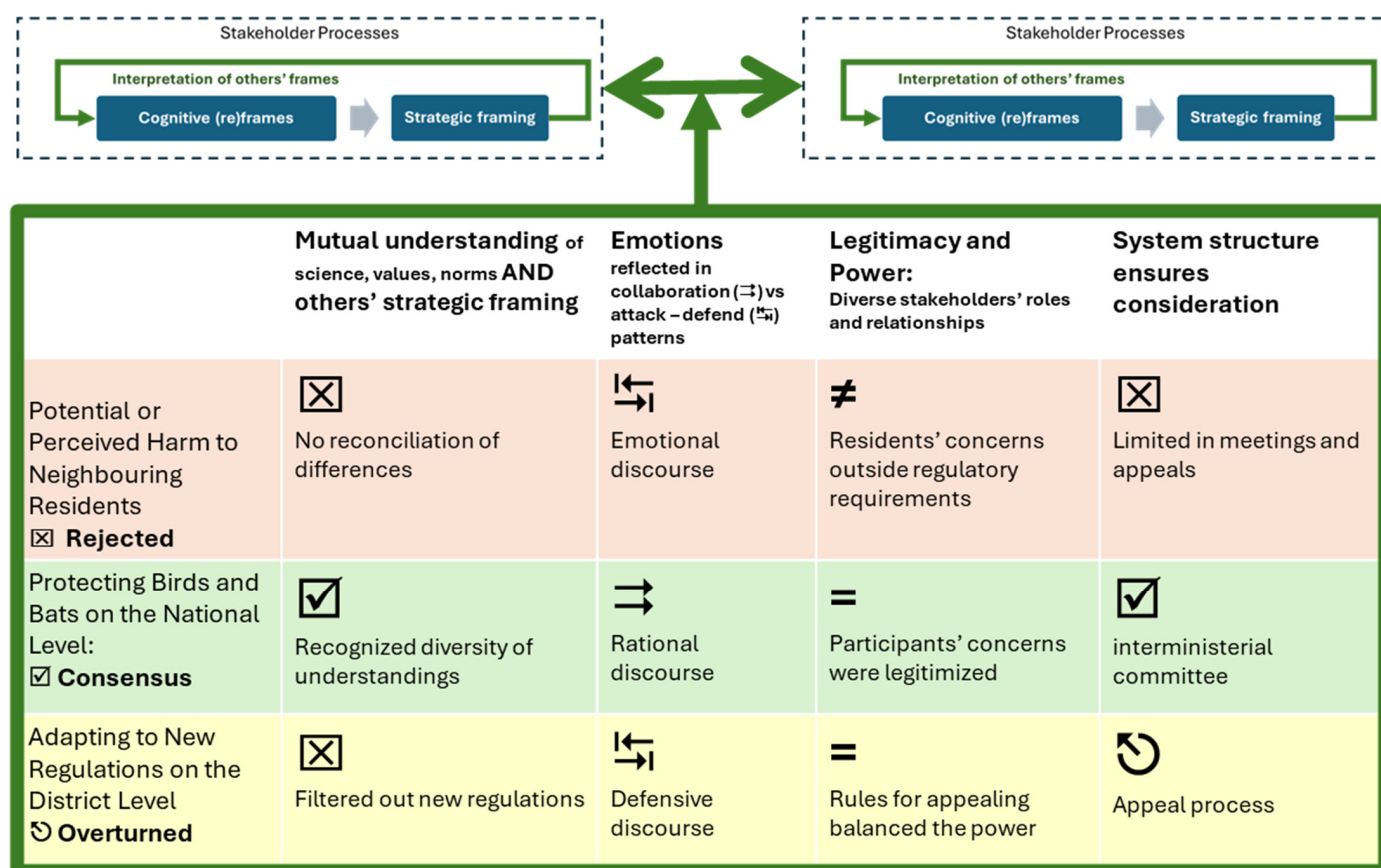 Stakeholder Processes
Interpretation of others' frames
Cognitive (re)frames
Strategic framing
Stakeholder Processes
Interpretation of others' frames
Cognitive (re)frames
Strategic framing
Mutual understanding of
science, values, norms AND
others' strategic framing
Emotions
reflected in
collaboration (⇉) vs
attack – defend (↹)
patterns
Legitimacy and
Power:
Diverse stakeholders' roles
and relationships
System structure
ensures
consideration
Potential or
Perceived Harm to
Neighbouring
Residents
☒ Rejected
☒
No reconciliation of
differences
↹
Emotional
discourse
≠
Residents' concerns
outside regulatory
requirements
☒
Limited in meetings and
appeals
Protecting Birds and
Bats on the National
Level:
☑ Consensus
☑
Recognized diversity of
understandings
⇉
Rational
discourse
=
Participants' concerns
were legitimized
☑
interministerial
committee
Adapting to New
Regulations on the
District Level
⎋ Overturned
☒
Filtered out new regulations
↹
Defensive
discourse
=
Rules for appealing
balanced the power
⎋
Appeal process